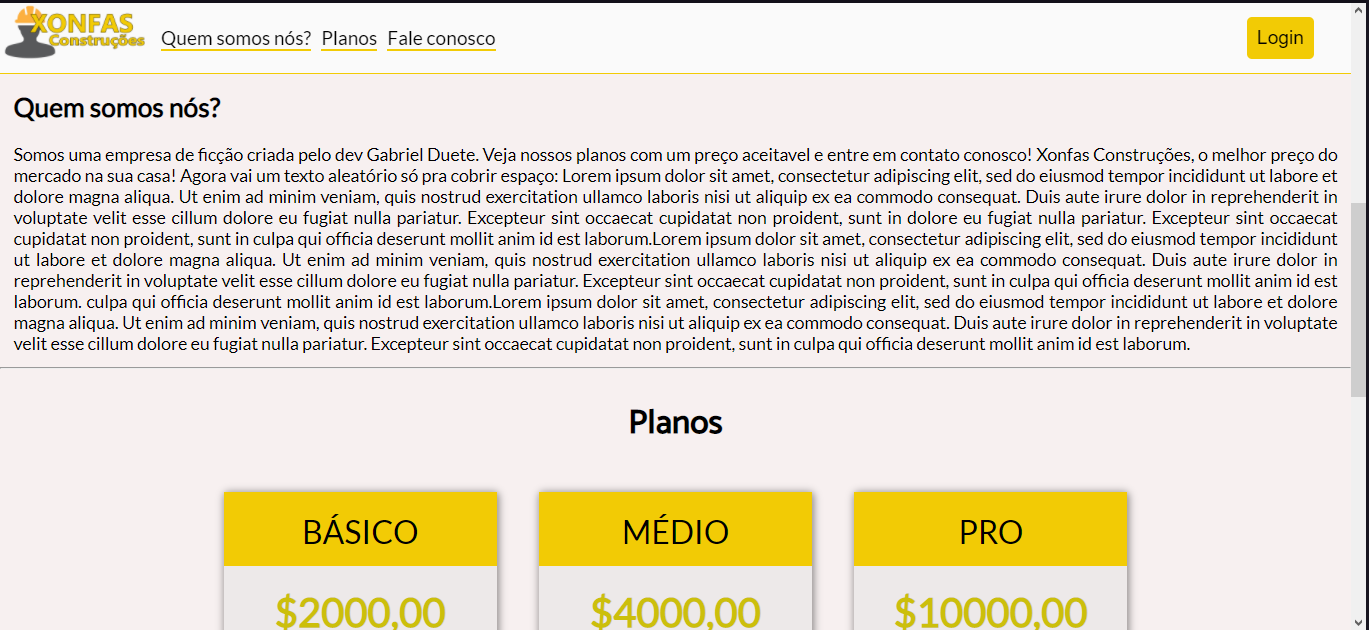 XONFAS
Construções
Quem somos nós? Planos Fale conosco
Login
Quem somos nós?
Somos uma empresa de ficção criada pelo dev Gabriel Duete. Veja nossos planos com um preço aceitavel e entre em contato conosco! Xonfas Construções, o melhor preço do
mercado na sua casa! Agora vai um texto aleatório só pra cobrir espaço: Lorem ipsum dolor sit amet, consectetur adipiscing elit, sed do eiusmod tempor incididunt ut labore et
dolore magna aliqua. Ut enim ad minim veniam, quis nostrud exercitation ullamco laboris nisi ut aliquip ex ea commodo consequat. Duis aute irure dolor in reprehenderit in
voluptate velit esse cillum dolore eu fugiat nulla pariatur. Excepteur sint occaecat cupidatat non proident, sunt in dolore eu fugiat nulla pariatur. Excepteur sint occaecat
cupidatat non proident, sunt in culpa qui officia deserunt mollit anim id est laborum.Lorem ipsum dolor sit amet, consectetur adipiscing elit, sed do eiusmod tempor incididunt
ut labore et dolore magna aliqua. Ut enim ad minim veniam, quis nostrud exercitation ullamco laboris nisi ut aliquip ex ea commodo consequat. Duis aute irure dolor in
reprehenderit in voluptate velit esse cillum dolore eu fugiat nulla pariatur. Excepteur sint occaecat cupidatat non proident, sunt in culpa qui officia deserunt mollit anim id est
laborum. culpa qui officia deserunt mollit anim id est laborum.Lorem ipsum dolor sit amet, consectetur adipiscing elit, sed do eiusmod tempor incididunt ut labore et dolore
magna aliqua. Ut enim ad minim veniam, quis nostrud exercitation ullamco laboris nisi ut aliquip ex ea commodo consequat. Duis aute irure dolor in reprehenderit in voluptate
velit esse cillum dolore eu fugiat nulla pariatur. Excepteur sint occaecat cupidatat non proident, sunt in culpa qui officia deserunt mollit anim id est laborum.
Planos
BÁSICO
$2000,00
MÉDIO
$4000,00
PRO
$10000,00